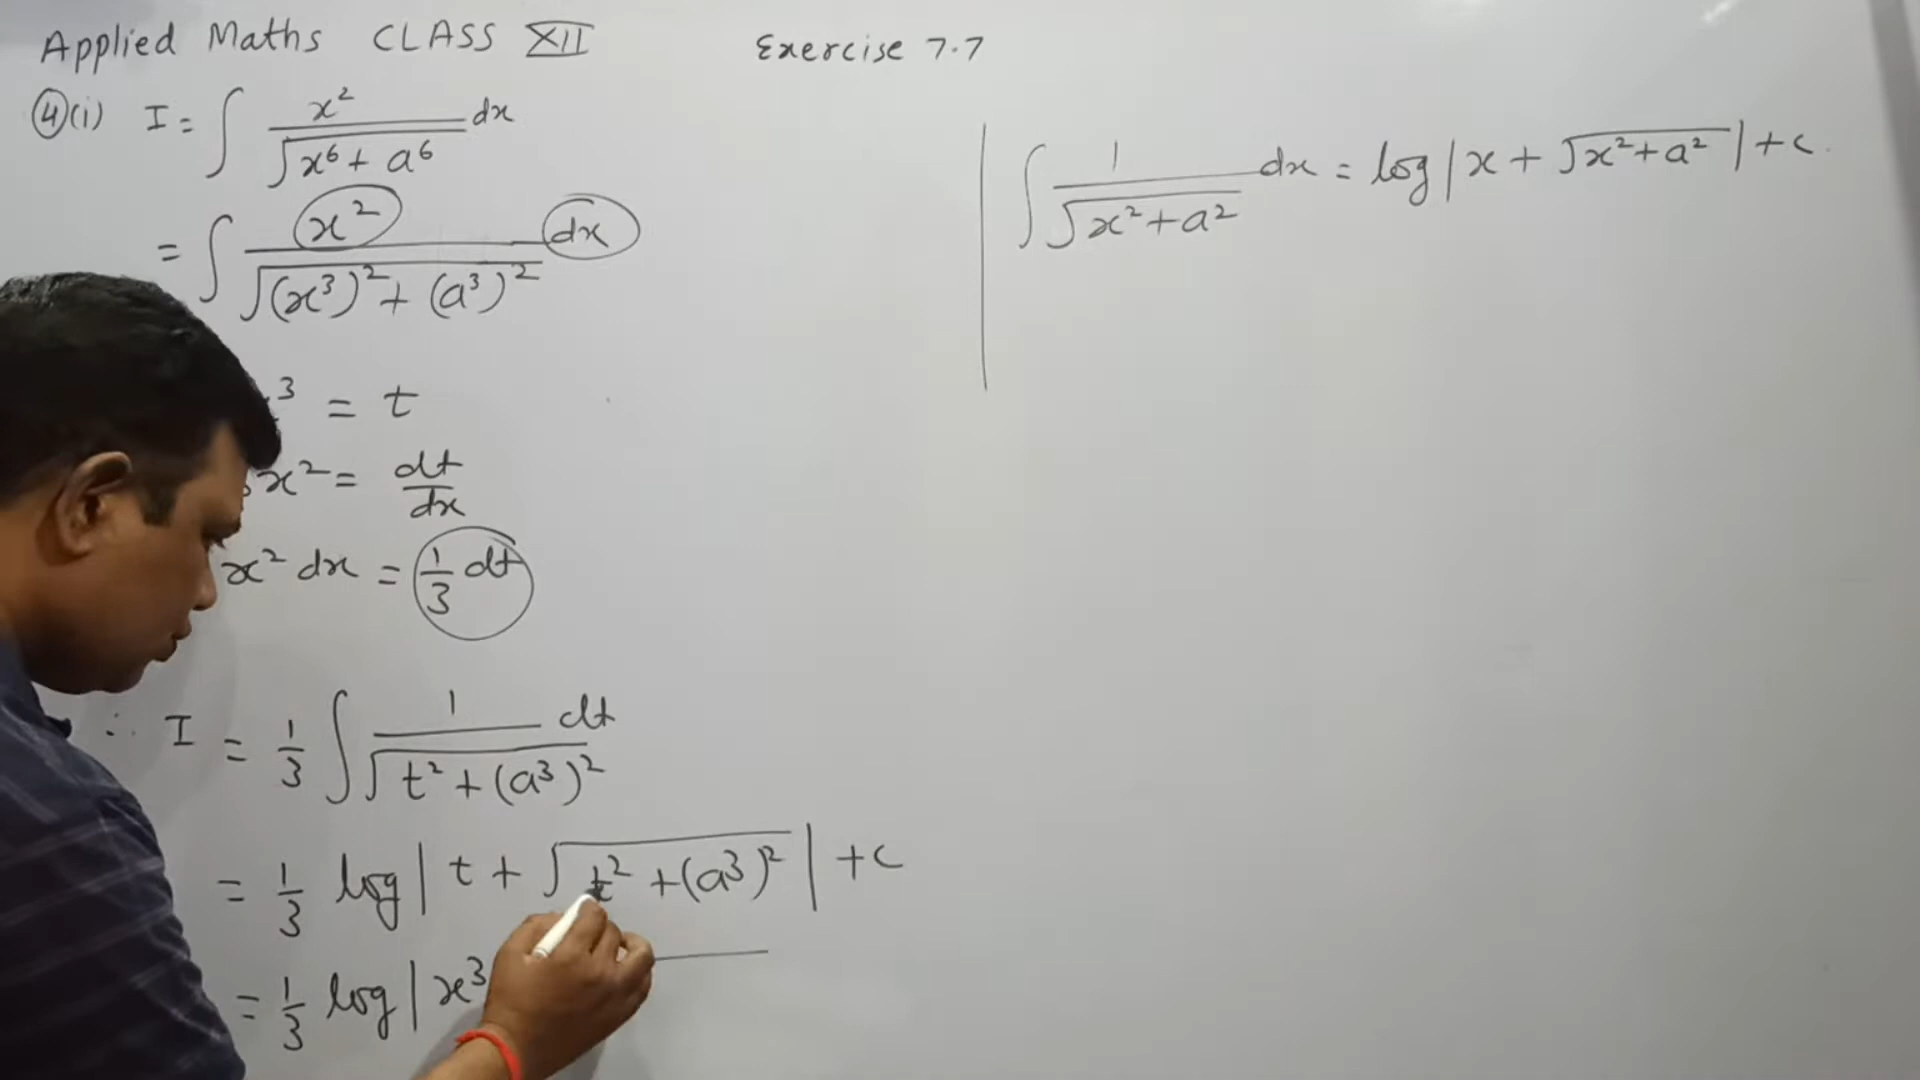 Applied Maths CLASS XII Exercise 7.7
④(i) I = ∫ x² / √(x⁶ + a⁶) dx
= ∫ x² / √((x³)² + (a³)²) dx
³ = t
x² = dt/dx
x² dx = 1/3 dt
∴ I = 1/3 ∫ 1 / √(t² + (a³)²) dt
= 1/3 log | t + √(t² + (a³)²) | + c
= 1/3 log | x³
∫ 1 / √(x² + a²) dx = log | x + √(x² + a²) | + c